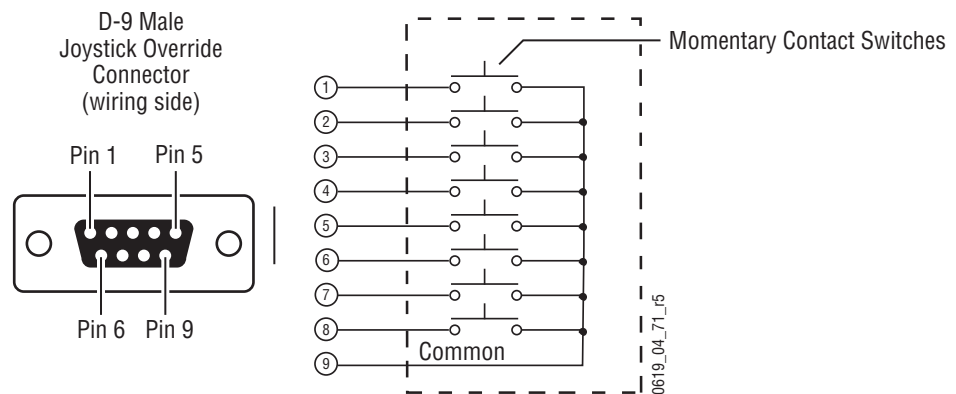 D-9 Male
Joystick Override
Connector
(wiring side)
Pin 1 Pin 5
Pin 6 Pin 9
Momentary Contact Switches
1
2
3
4
5
6
7
8
9
Common
0619_04_71_r5